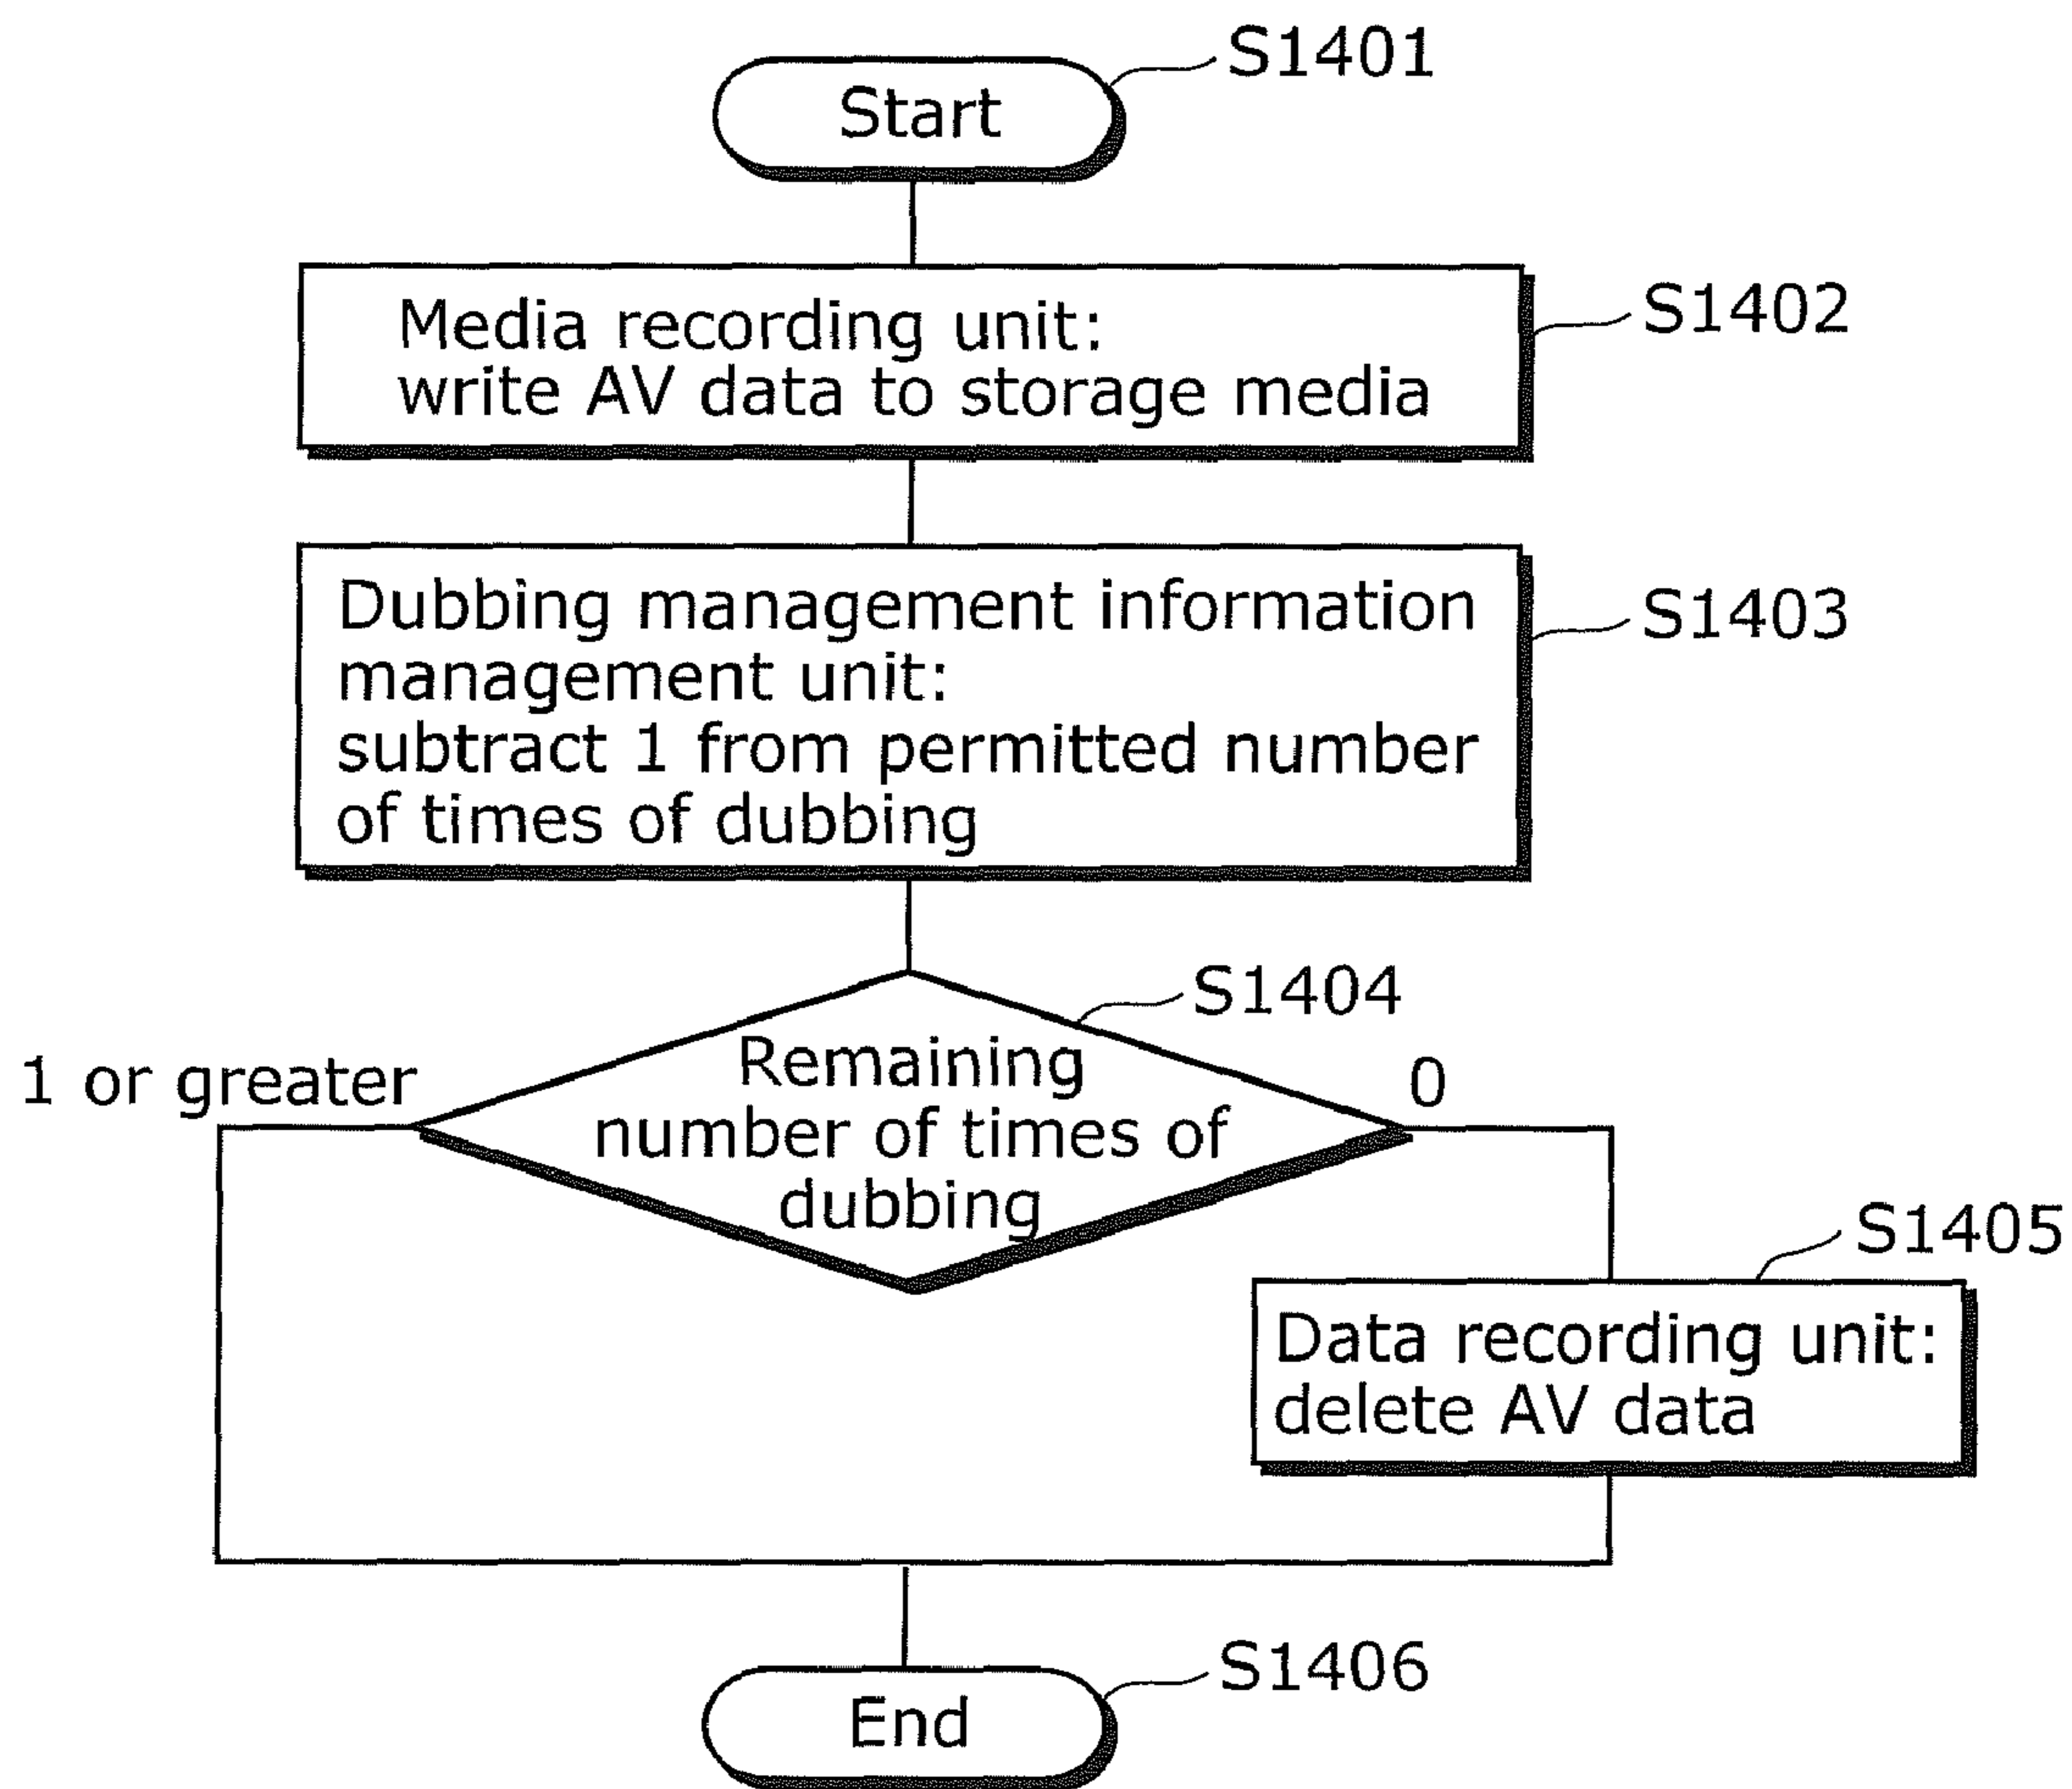 S1401
Start
S1402
Media recording unit:
write AV data to storage media
S1403
Dubbing management information
management unit:
subtract 1 from permitted number
of times of dubbing
S1404
1 or greater
Remaining
number of times of
dubbing
0
S1405
Data recording unit:
delete AV data
S1406
End